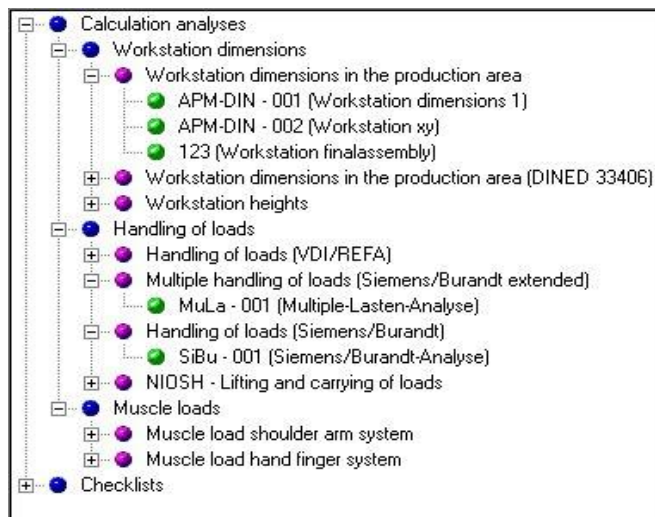 Calculation analyses
Workstation dimensions
Workstation dimensions in the production area
APM-DIN - 001 (Workstation dimensions 1)
APM-DIN - 002 (Workstation xy)
123 (Workstation finalassembly)
Workstation dimensions in the production area (DINED 33406)
Workstation heights
Handling of loads
Handling of loads (VDI/REFA)
Multiple handling of loads (Siemens/Burandt extended)
MuLa - 001 (Multiple-Lasten-Analyse)
Handling of loads (Siemens/Burandt)
SiBu - 001 (Siemens/Burandt-Analyse)
NIOSH - Lifting and carrying of loads
Muscle loads
Muscle load shoulder arm system
Muscle load hand finger system
Checklists